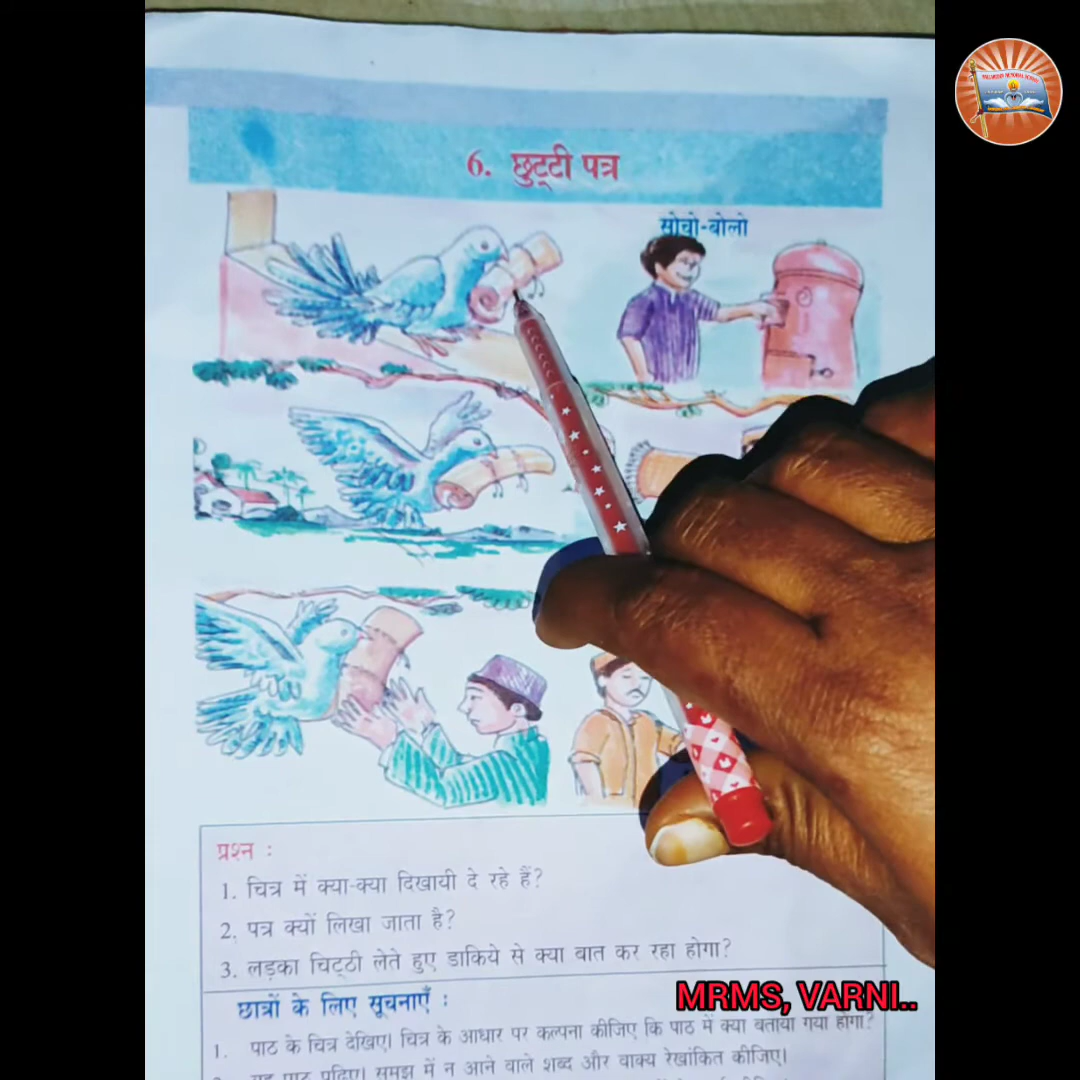 6. छुट्टी पत्र
सोचो-बोलो
प्रश्न :
1. चित्र में क्या-क्या दिखायी दे रहे हैं?
2. पत्र क्यों लिखा जाता है?
3. लड़का चिट्ठी लेते हुए डाकिये से क्या बात कर रहा होगा?
MRMS, VARNI..
छात्रों के लिए सूचनाएँ :
1. पाठ के चित्र देखिए। चित्र के आधार पर कल्पना कीजिए कि पाठ में क्या बताया गया होगा?
पाठ पढ़िए। समझ में न आने वाले शब्द और वाक्य रेखांकित कीजिए।